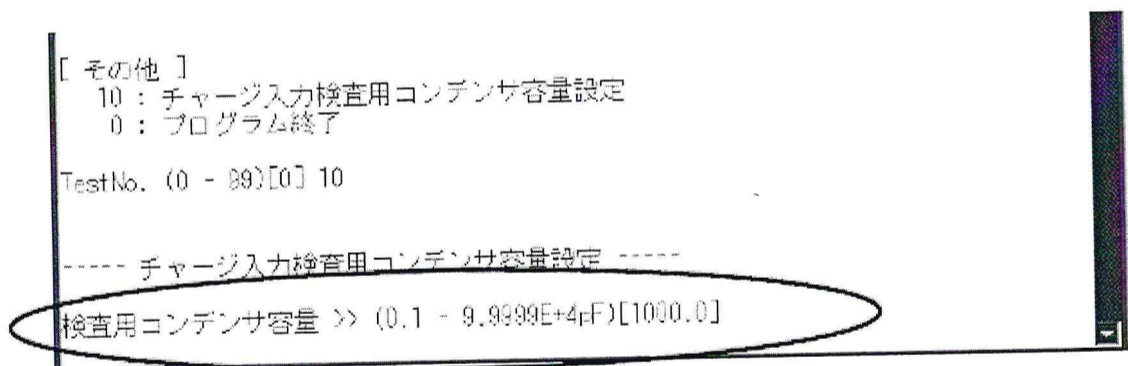 [ その他 ]
10 : チャージ入力検査用コンデンサ容量設定
0 : プログラム終了
TestNo. (0 - 99)[0] 10
----- チャージ入力検査用コンデンサ容量設定 -----
検査用コンデンサ容量 >> (0.1 - 9.9999E+4pF)[1000.0]